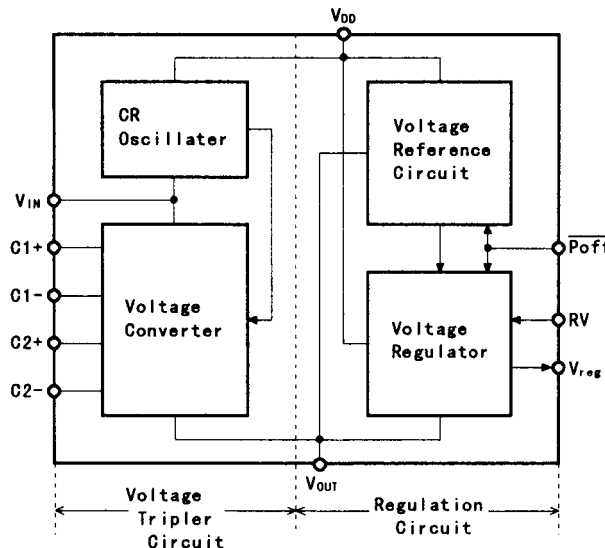 VDD
CR
Oscillater
Voltage
Reference
Circuit
VIN
C1+
Poff
C1-
Voltage
Converter
Voltage
Regulator
RV
C2+
Vreg
C2-
VOUT
Voltage
Tripler
Circuit
Regulation
Circuit